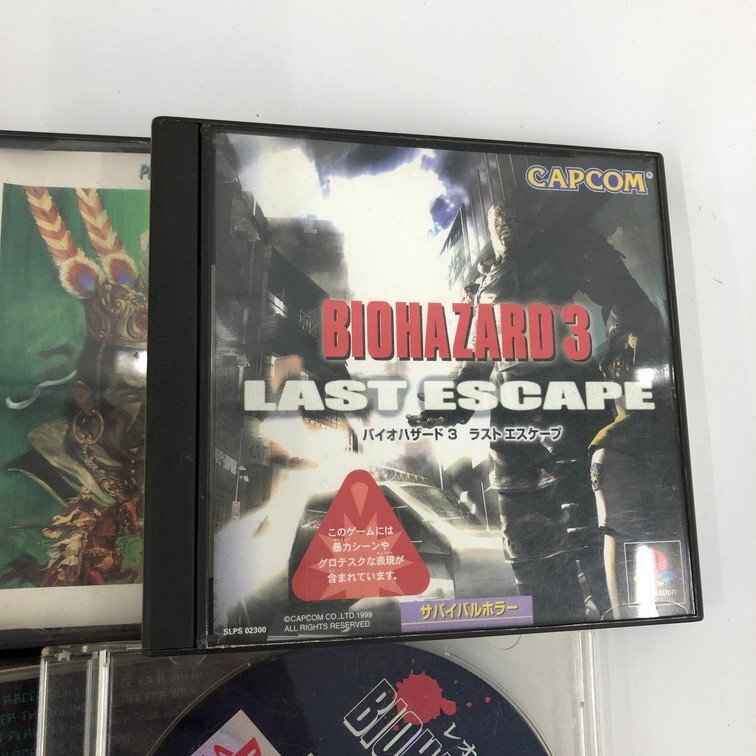 CAPCOM®
BIOHAZARD®3
LAST ESCAPE
バイオハザード3 ラスト エスケープ
このゲームには
暴力シーンや
グロテスクな表現が
含まれています。
サバイバルホラー
©CAPCOM CO.,LTD.1999
ALL RIGHTS RESERVED.
SLPS 02300
レオ
BIO